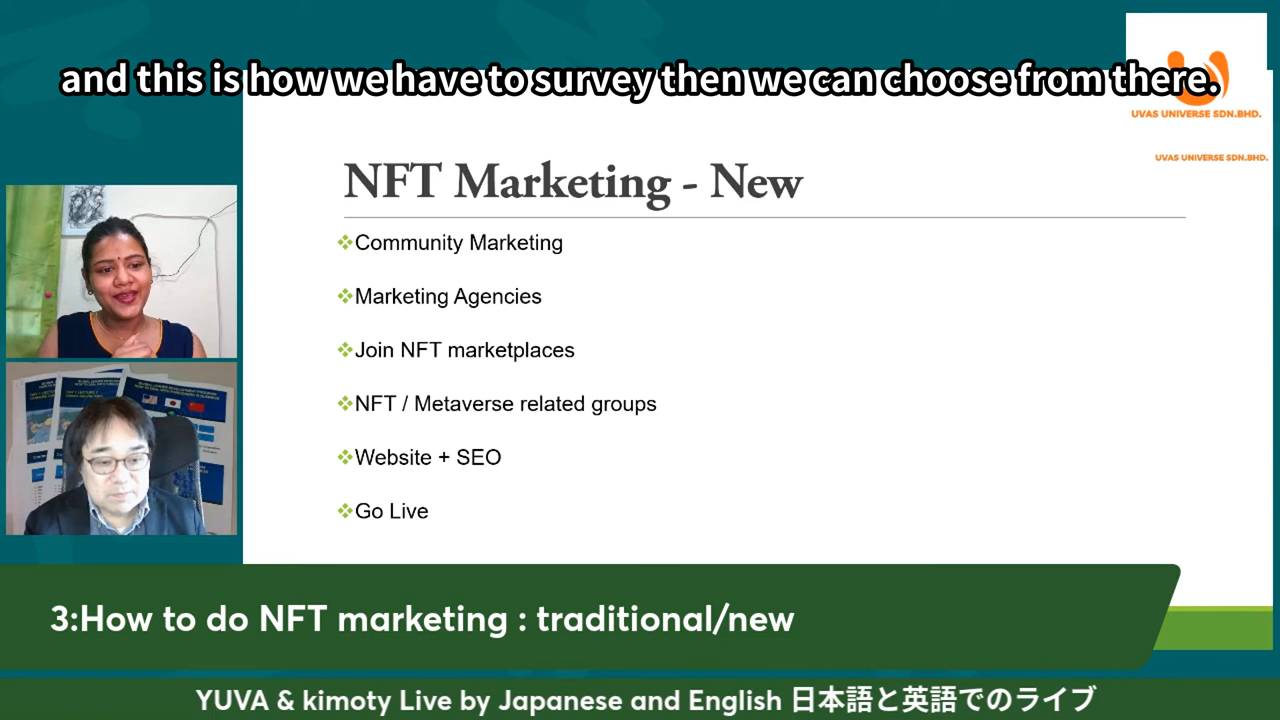 and this is how we have to survey then we can choose from there.
UVAS UNIVERSE SDN.BHD.
UVAS UNIVERSE SDN.BHD.
NFT Marketing - New
❖Community Marketing
❖Marketing Agencies
❖Join NFT marketplaces
❖NFT / Metaverse related groups
❖Website + SEO
❖Go Live
3:How to do NFT marketing : traditional/new
YUVA & kimoty Live by Japanese and English 日本語と英語でのライブ